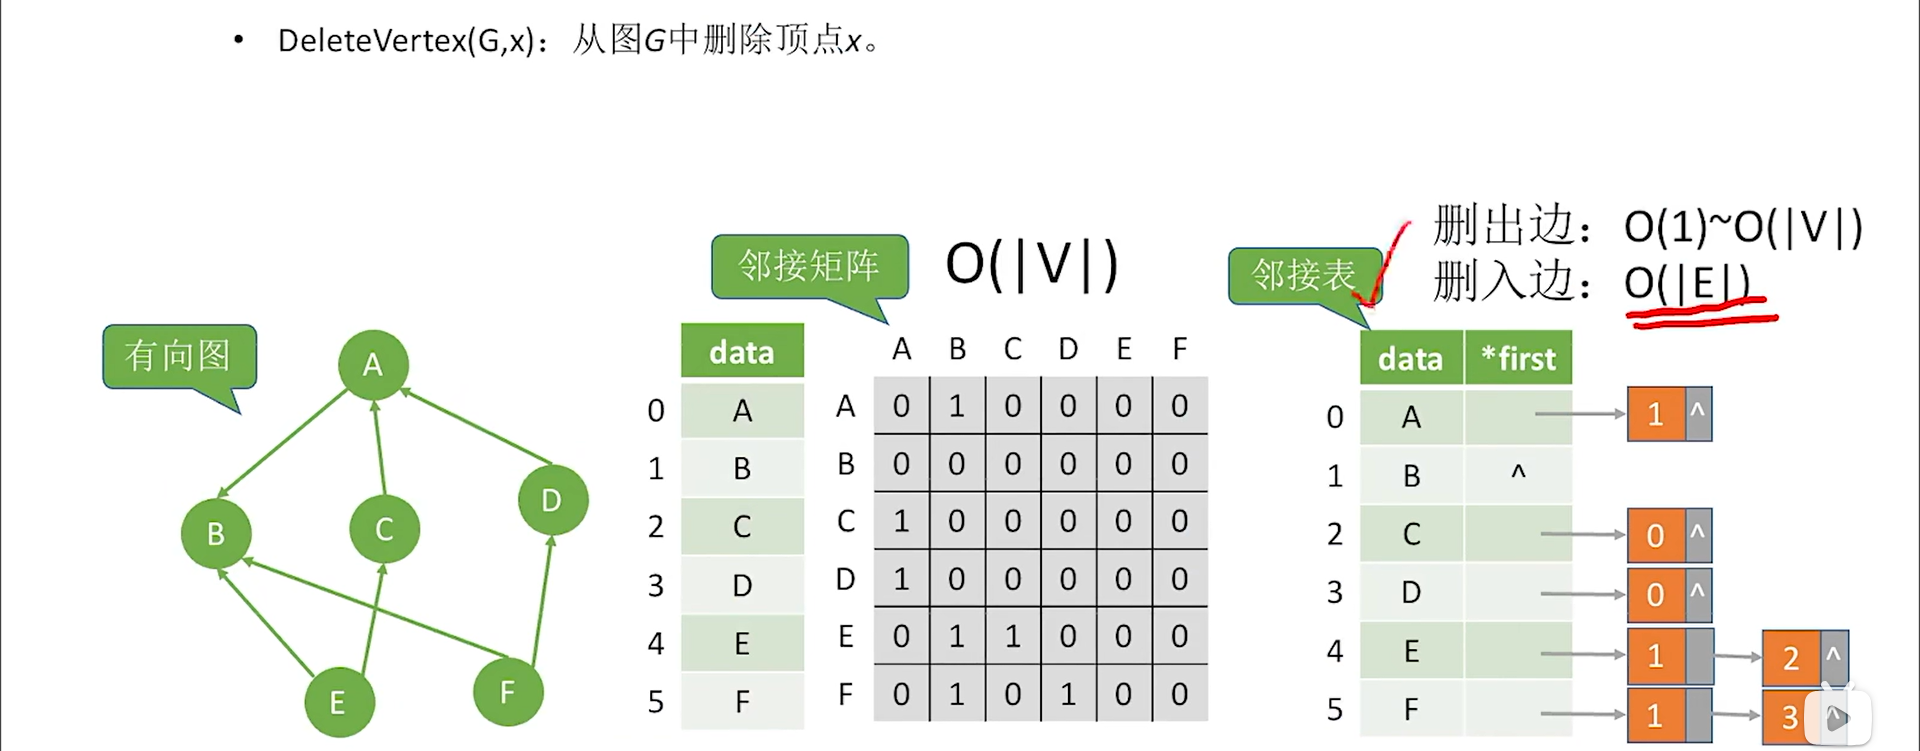 • DeleteVertex(G,x)：从图G中删除顶点x。
删出边：O(1)~O(|V|)
删入边：O(|E|)
邻接矩阵 O(|V|)
邻接表
有向图
A
B
C
D
E
F
data
0 A
1 B
2 C
3 D
4 E
5 F
A B C D E F
A 0 1 0 0 0 0
B 0 0 0 0 0 0
C 1 0 0 0 0 0
D 1 0 0 0 0 0
E 0 1 1 0 0 0
F 0 1 0 1 0 0
data *first
0 A 1 ^
1 B ^
2 C 0 ^
3 D 0 ^
4 E 1 2 ^
5 F 1 3 ^